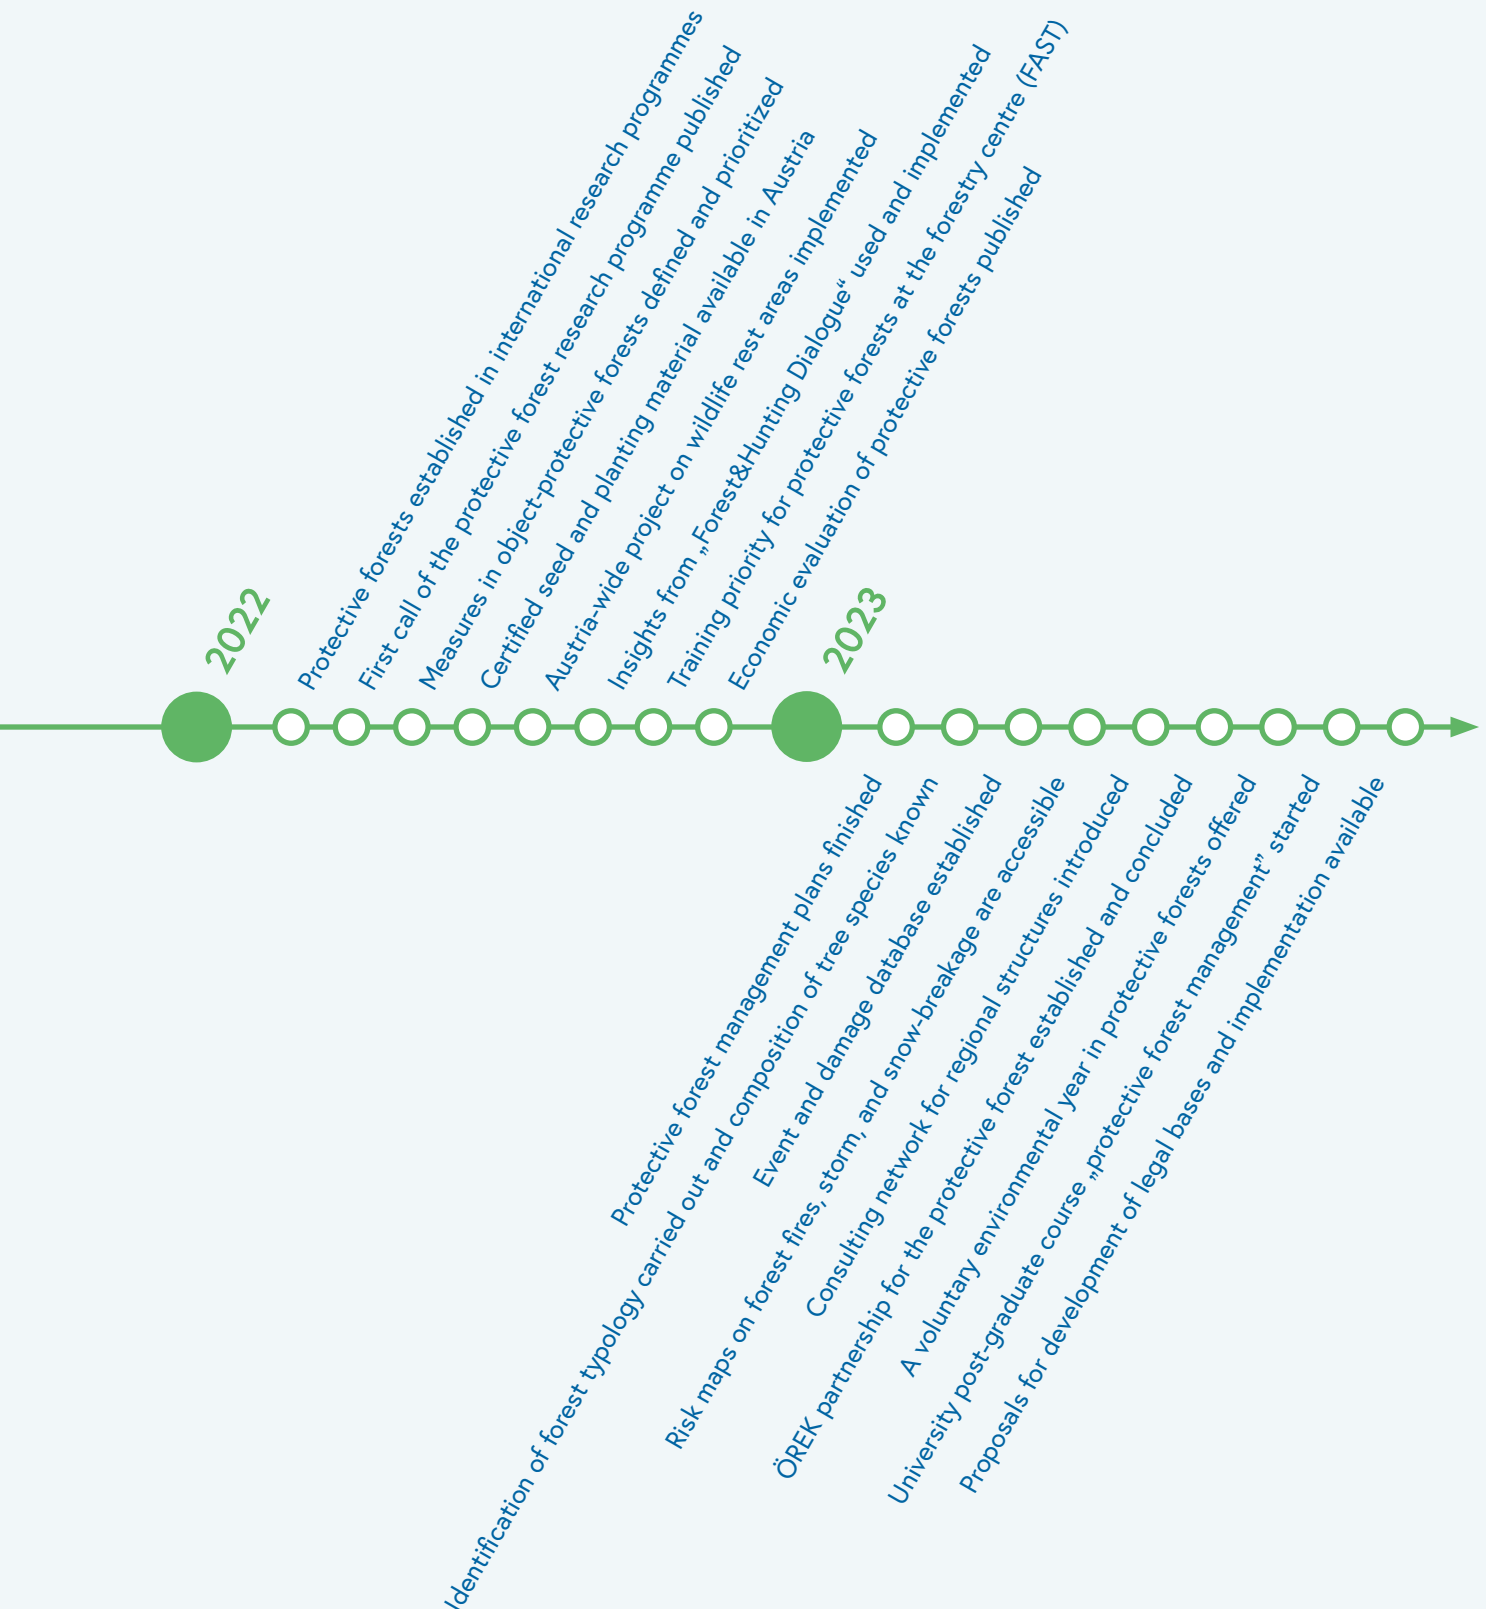 2022
Protective forests established in international research programmes
First call of the protective forest research programme published
Measures in object-protective forests defined and prioritized
Certified seed and planting material available in Austria
Austria-wide project on wildlife rest areas implemented
Insights from „Forest&Hunting Dialogue“ used and implemented
Training priority for protective forests at the forestry centre (FAST)
Economic evaluation of protective forests published
2023
Protective forest management plans finished
Identification of forest typology carried out and composition of tree species known
Event and damage database established
Risk maps on forest fires, storm, and snow-breakage are accessible
Consulting network for regional structures introduced
ÖREK partnership for the protective forest established and concluded
A voluntary environmental year in protective forests offered
University post-graduate course „protective forest management” started
Proposals for development of legal bases and implementation available